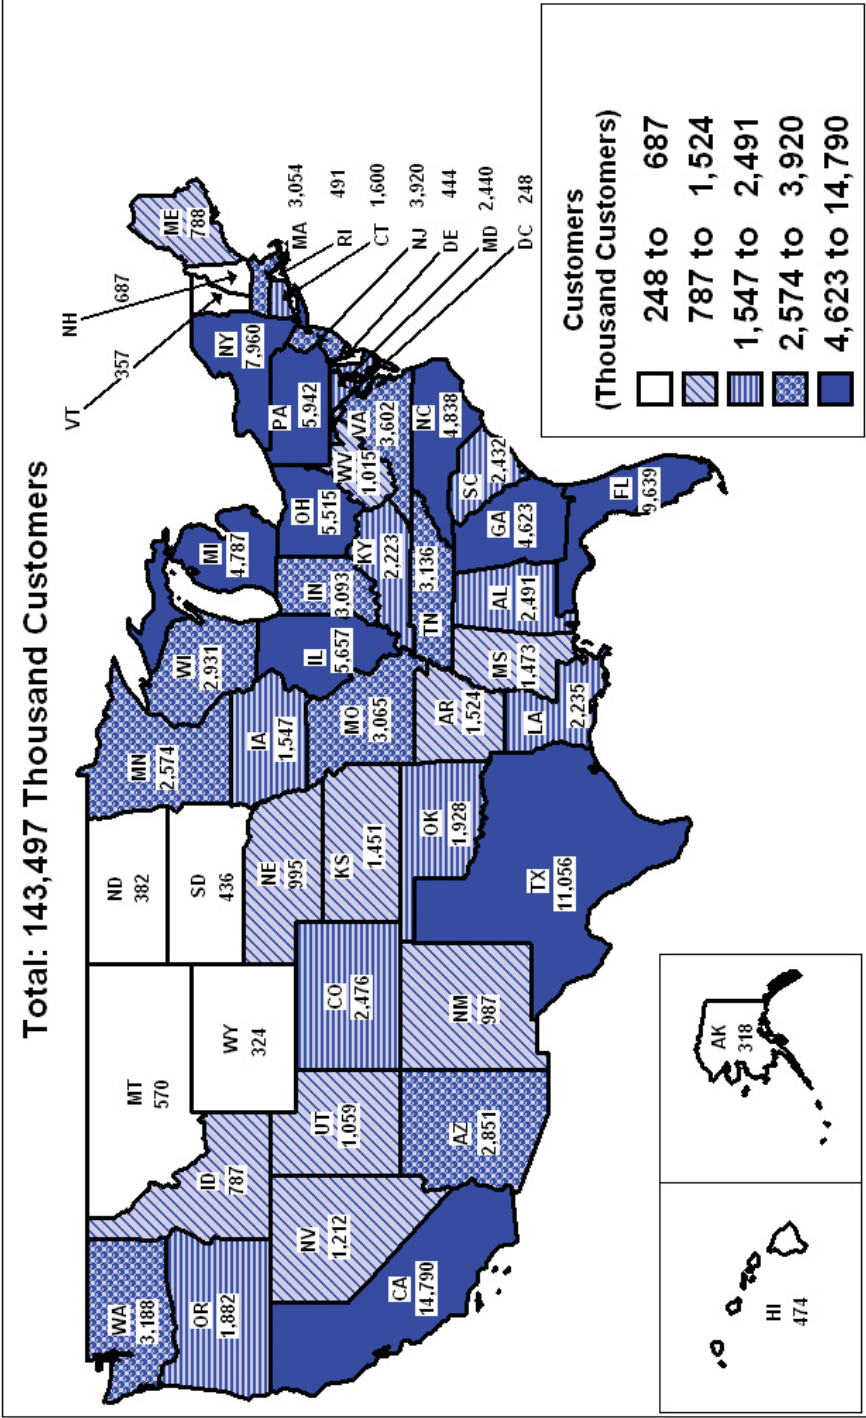 Total: 143,497 Thousand Customers
WA
3,188
OR
1,882
CA
14,790
ID
787
NV
1,212
MT
570
WY
324
UT
1,059
AZ
2,851
CO
2,476
NM
987
ND
382
SD
436
NE
995
KS
1,451
OK
1,928
TX
11,056
MN
2,574
IA
1,547
MO
3,065
AR
1,524
LA
2,235
WI
2,931
IL
5,657
MI
4,787
IN
3,093
OH
5,515
KY
2,223
TN
3,136
MS
1,473
AL
2,491
GA
4,623
FL
9,639
SC
2,432
NC
4,838
VA
3,602
WV
1,015
PA
5,942
NY
7,960
VT
357
NH
687
ME
788
MA 3,054
RI 491
CT 1,600
NJ 3,920
DE 444
MD 2,440
DC 248
HI
474
AK
318
Customers
(Thousand Customers)
248 to 687
787 to 1,524
1,547 to 2,491
2,574 to 3,920
4,623 to 14,790